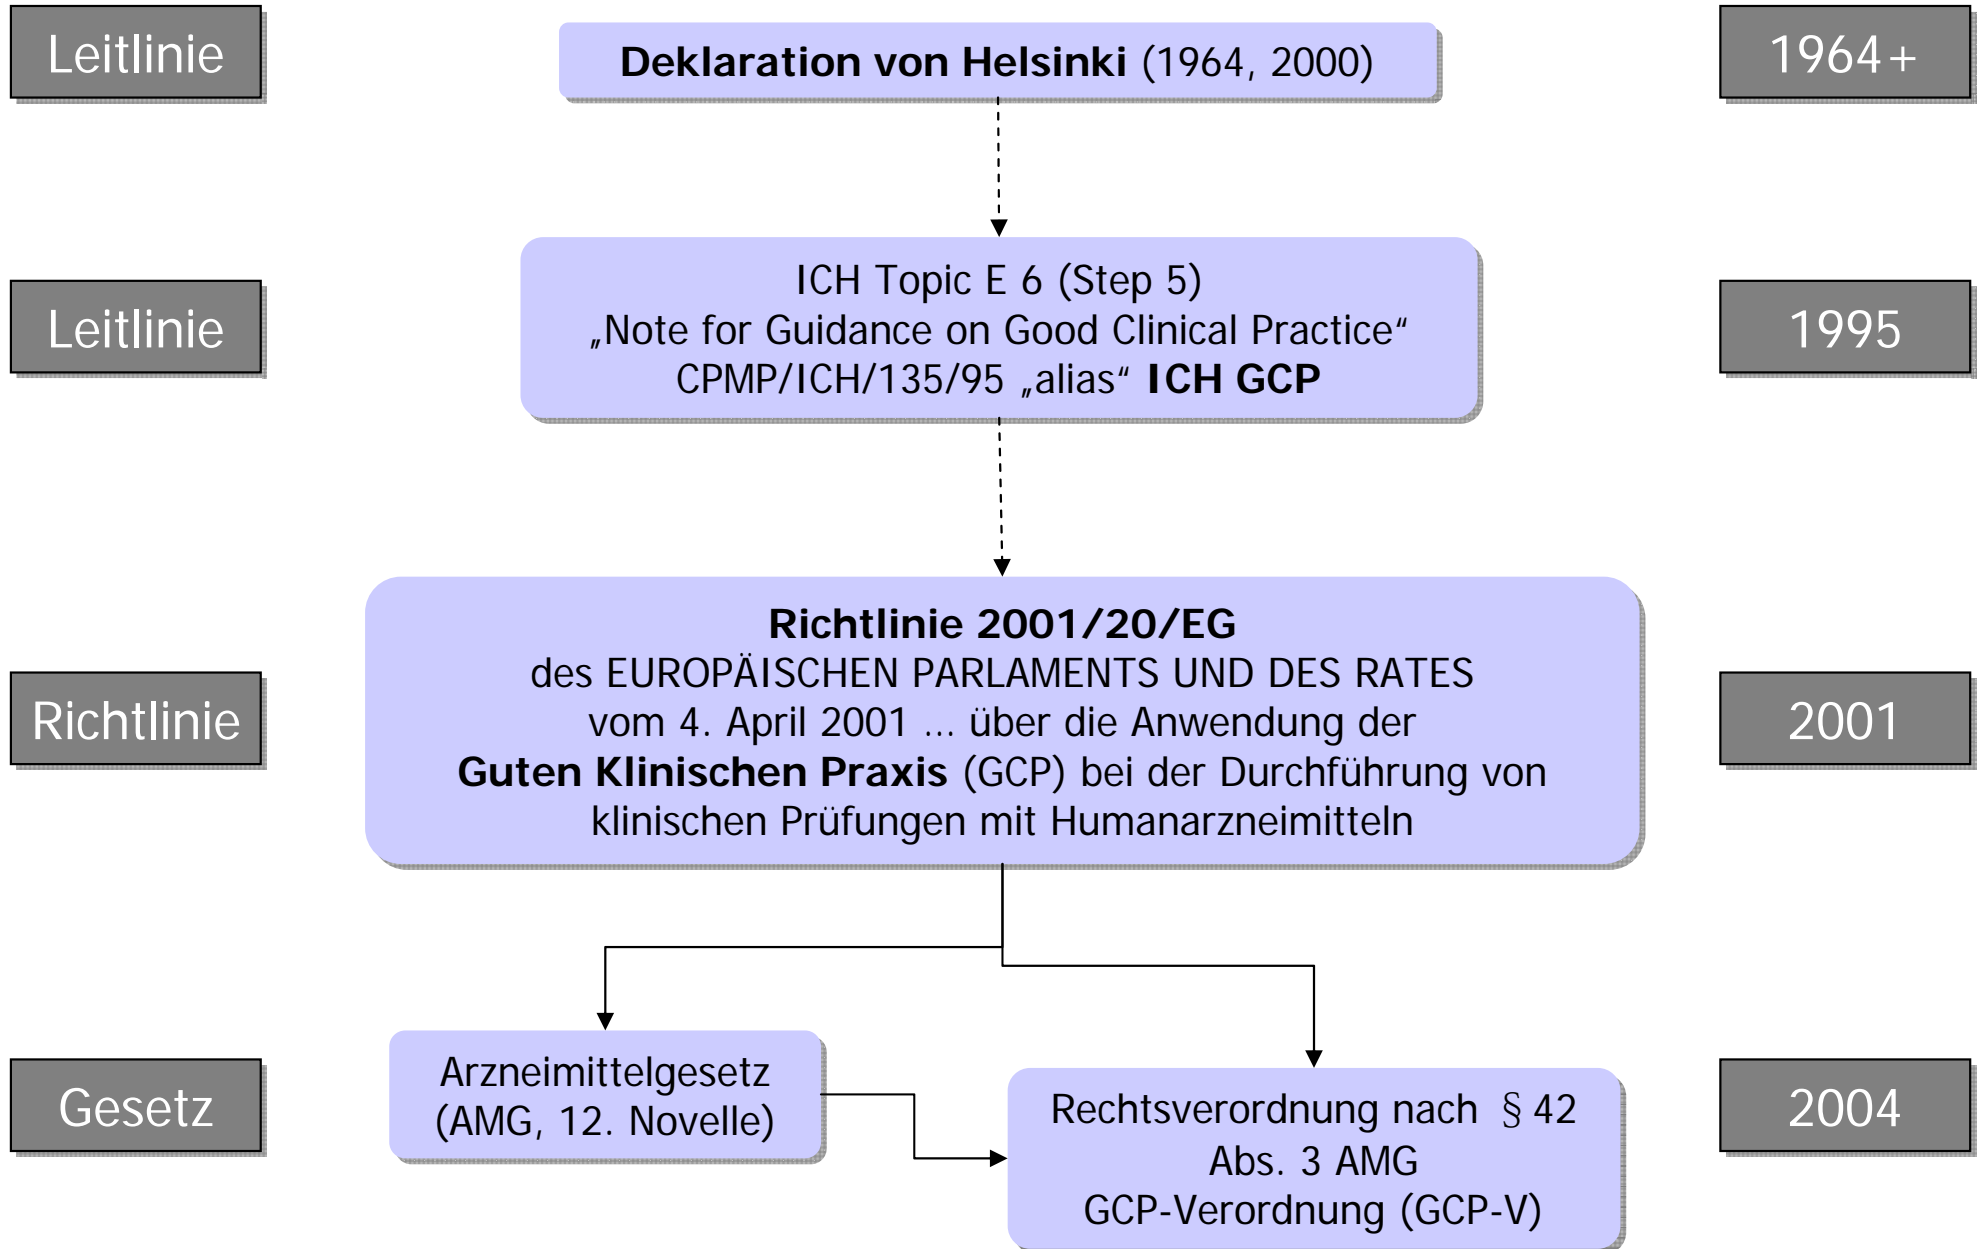 Leitlinie
Deklaration von Helsinki (1964, 2000)
1964+
Leitlinie
ICH Topic E 6 (Step 5)
„Note for Guidance on Good Clinical Practice“
CPMP/ICH/135/95 „alias“ ICH GCP
1995
Richtlinie
Richtlinie 2001/20/EG
des EUROPÄISCHEN PARLAMENTS UND DES RATES
vom 4. April 2001 ... über die Anwendung der
Guten Klinischen Praxis (GCP) bei der Durchführung von
klinischen Prüfungen mit Humanarzneimitteln
2001
Gesetz
Arzneimittelgesetz
(AMG, 12. Novelle)
Rechtsverordnung nach § 42
Abs. 3 AMG
GCP-Verordnung (GCP-V)
2004